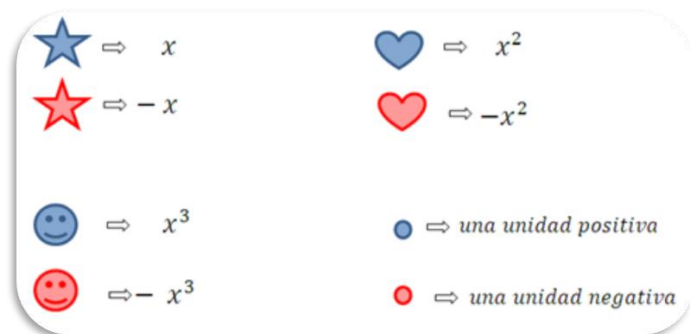 ⇨ x
⇨ x²
⇨ − x
⇨ −x²
⇨ x³
⇨ una unidad positiva
⇨ − x³
⇨ una unidad negativa